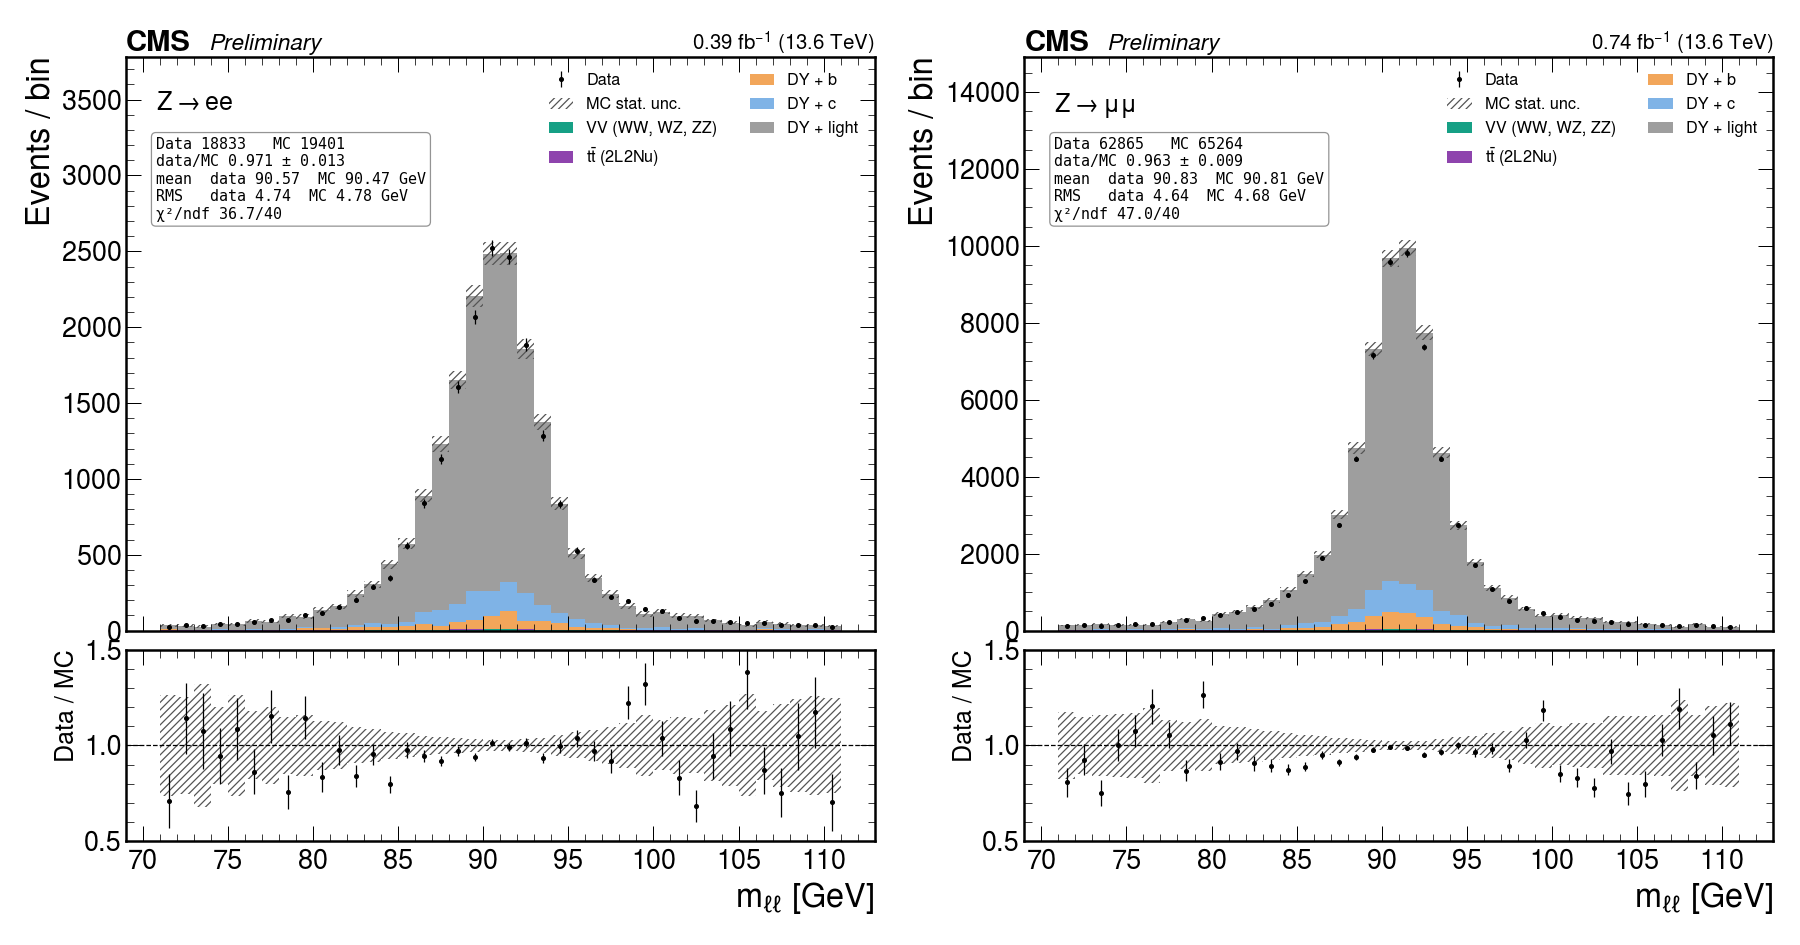 CMS Preliminary 0.39 fb⁻¹ (13.6 TeV)
Events / bin
3500
3000
2500
2000
1500
1000
500
0
Z→ee
Data 18833   MC 19401
data/MC 0.971 ± 0.013
mean  data 90.57  MC 90.47 GeV
RMS   data 4.74  MC 4.78 GeV
χ²/ndf 36.7/40
Data
MC stat. unc.
VV (WW, WZ, ZZ)
tt̄ (2L2Nu)
DY + b
DY + c
DY + light
Data / MC
1.5
1.0
0.5
70 75 80 85 90 95 100 105 110
mℓℓ [GeV]
CMS Preliminary 0.74 fb⁻¹ (13.6 TeV)
Events / bin
14000
12000
10000
8000
6000
4000
2000
0
Z→μμ
Data 62865   MC 65264
data/MC 0.963 ± 0.009
mean  data 90.83  MC 90.81 GeV
RMS   data 4.64  MC 4.68 GeV
χ²/ndf 47.0/40
Data
MC stat. unc.
VV (WW, WZ, ZZ)
tt̄ (2L2Nu)
DY + b
DY + c
DY + light
Data / MC
1.5
1.0
0.5
70 75 80 85 90 95 100 105 110
mℓℓ [GeV]